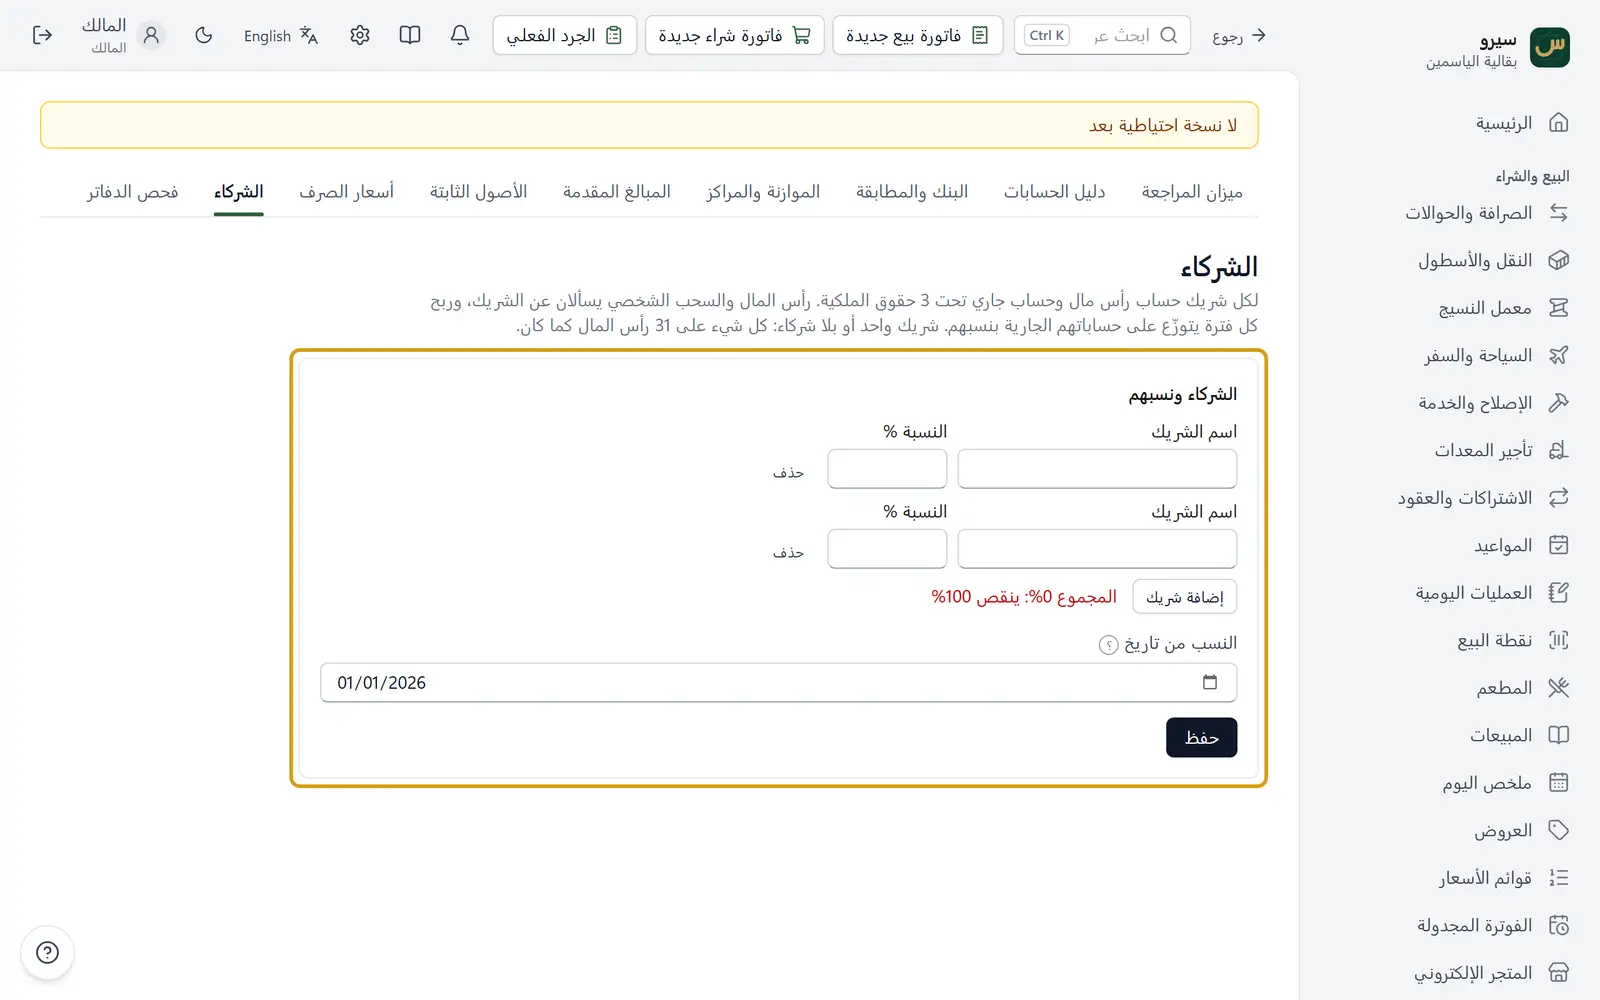 سيرو
بقالية الياسمين
رجوع
ابحث عر
Ctrl K
فاتورة بيع جديدة
فاتورة شراء جديدة
الجرد الفعلي
English
المالك
المالك
الرئيسية
البيع والشراء
الصرافة والحوالات
النقل والأسطول
معمل النسيج
السياحة والسفر
الإصلاح والخدمة
تأجير المعدات
الاشتراكات والعقود
المواعيد
العمليات اليومية
نقطة البيع
المطعم
المبيعات
ملخص اليوم
العروض
قوائم الأسعار
الفوترة المجدولة
المتجر الإلكتروني
لا نسخة احتياطية بعد
ميزان المراجعة
دليل الحسابات
البنك والمطابقة
الموازنة والمراكز
المبالغ المقدمة
الأصول الثابتة
أسعار الصرف
الشركاء
فحص الدفاتر
الشركاء
لكل شريك حساب رأس مال وحساب جاري تحت 3 حقوق الملكية. رأس المال والسحب الشخصي يسألان عن الشريك، وربح
كل فترة يتوزّع على حساباتهم الجارية بنسبهم. شريك واحد أو بلا شركاء: كل شيء على 31 رأس المال كما كان.
الشركاء ونسبهم
اسم الشريك
النسبة %
حذف
اسم الشريك
النسبة %
حذف
إضافة شريك
المجموع 0%: ينقص 100%
النسب من تاريخ ؟
01/01/2026
حفظ